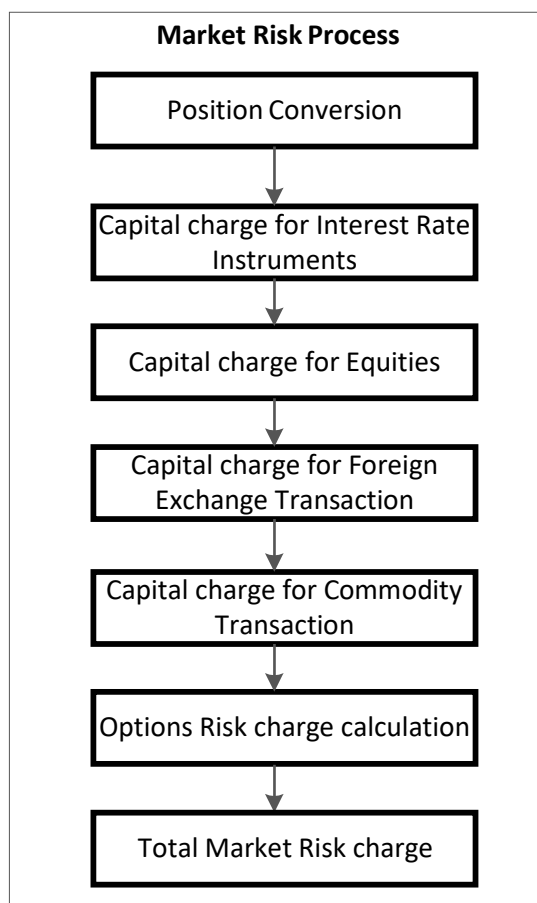 Market Risk Process
Position Conversion
Capital charge for Interest Rate
Instruments
Capital charge for Equities
Capital charge for Foreign
Exchange Transaction
Capital charge for Commodity
Transaction
Options Risk charge calculation
Total Market Risk charge